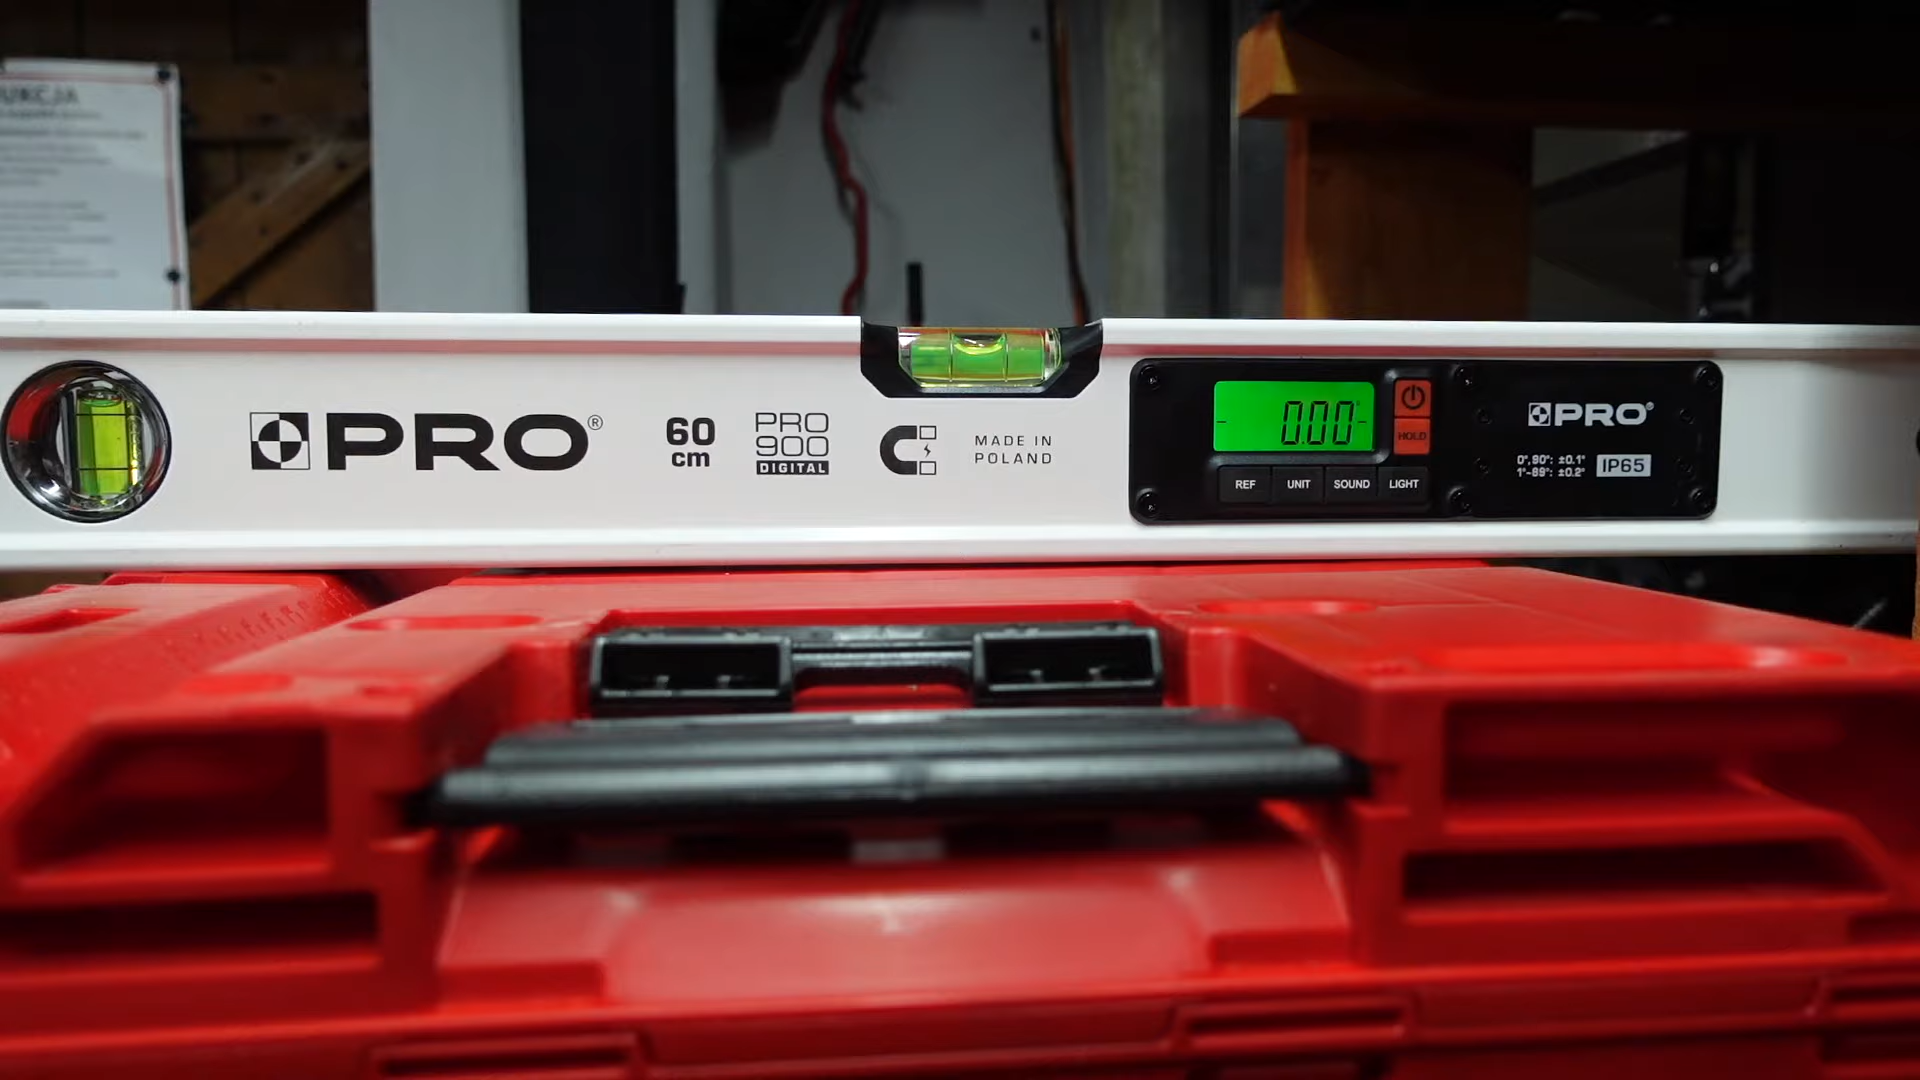 PRO®
60
cm
PRO
900
DIGITAL
MADE IN
POLAND
0.00°
HOLD
REF
UNIT
SOUND
LIGHT
PRO®
0°,90°: ±0.1°
1°-89°: ±0.2°
IP65